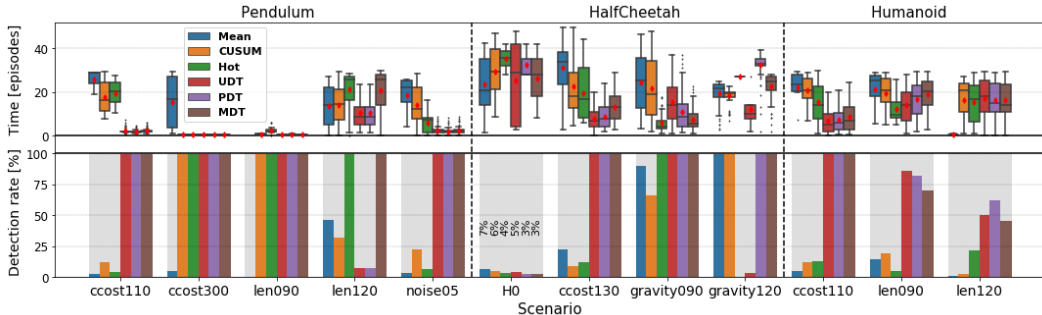 Pendulum HalfCheetah Humanoid
Time [episodes]
40
20
0
Mean
CUSUM
Hot
UDT
PDT
MDT
Detection rate [%]
100
75
50
25
0
7% 6% 4% 5% 3% 3%
ccost110 ccost300 len090 len120 noise05 H0 ccost130 gravity090 gravity120 ccost110 len090 len120
Scenario